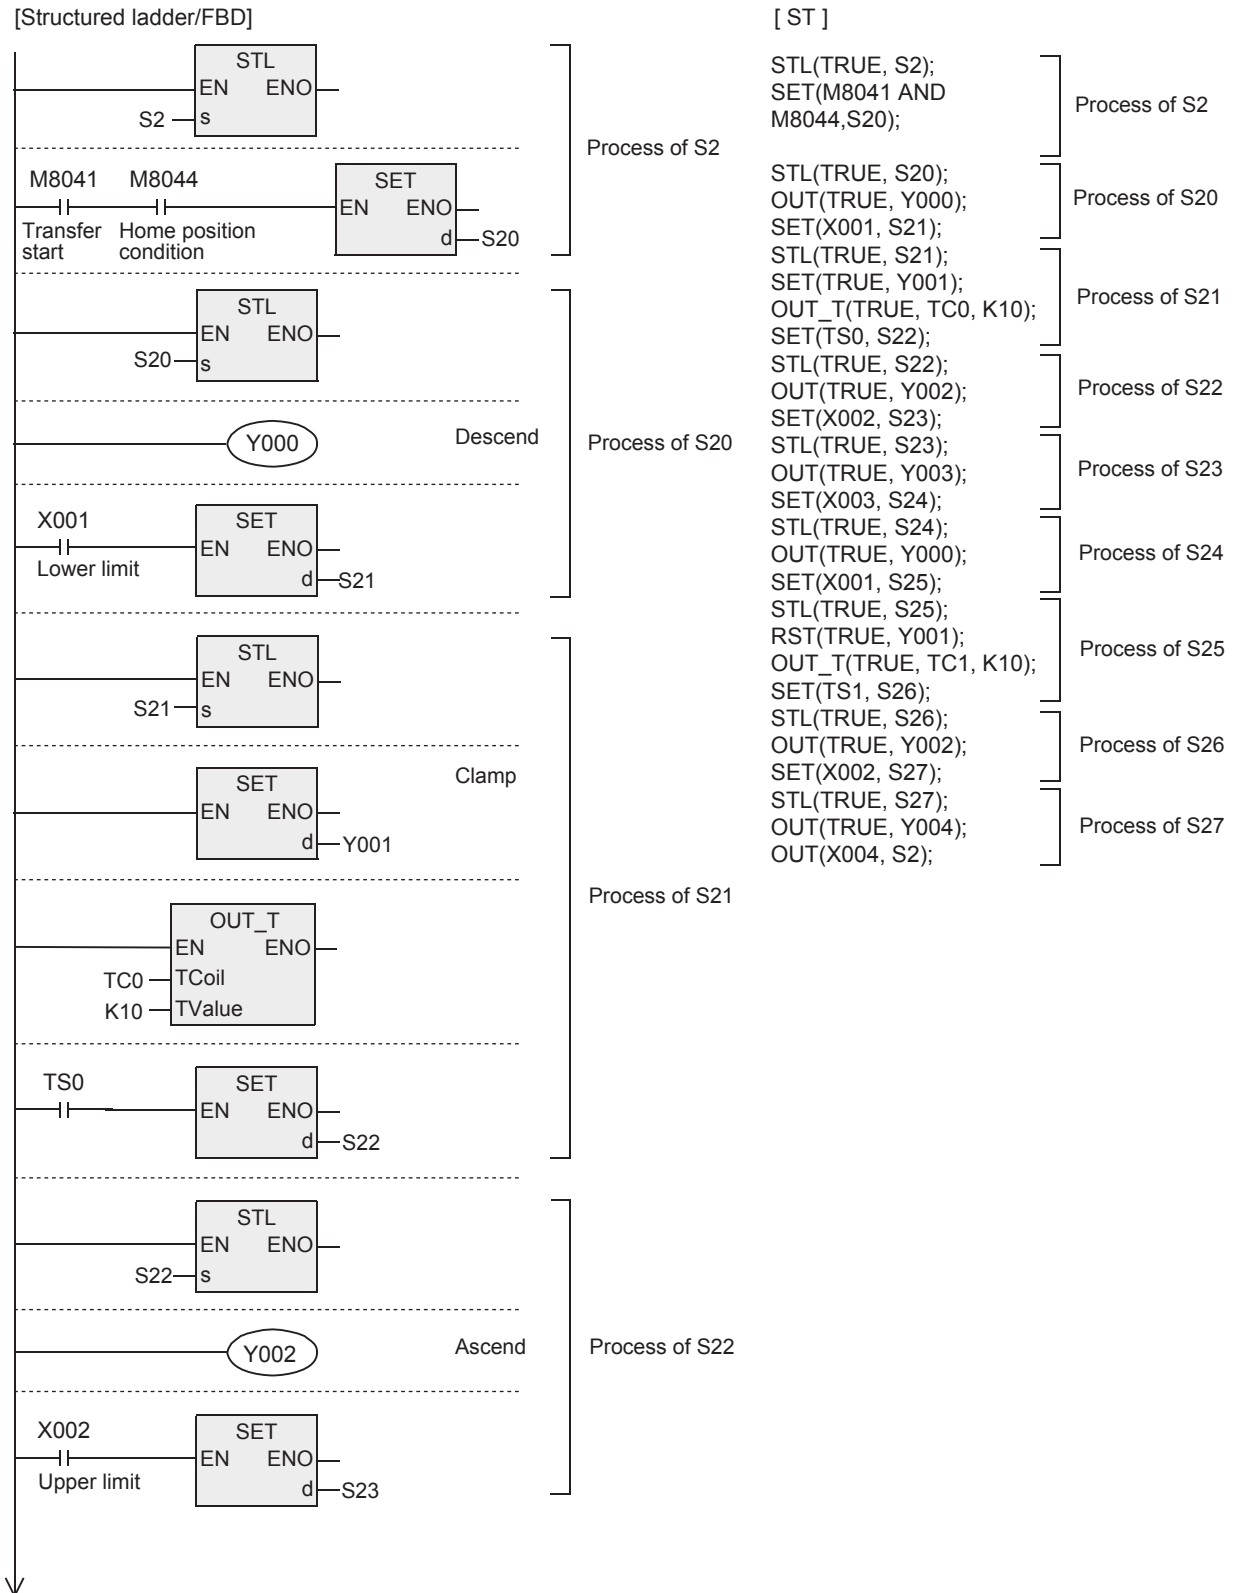 [Structured ladder/FBD]
STL
EN ENO
S2 s
M8041 M8044 SET
EN ENO
Transfer start
Home position condition
d S20
Process of S2
STL
EN ENO
S20 s
Y000 Descend
X001 SET
EN ENO
Lower limit
d S21
Process of S20
STL
EN ENO
S21 s
SET Clamp
EN ENO
d Y001
OUT_T
EN ENO
TC0 TCoil
K10 TValue
TS0 SET
EN ENO
d S22
Process of S21
STL
EN ENO
S22 s
Y002 Ascend
X002 SET
EN ENO
Upper limit
d S23
Process of S22
[ ST ]
STL(TRUE, S2);
SET(M8041 AND
M8044,S20);
Process of S2
STL(TRUE, S20);
OUT(TRUE, Y000);
SET(X001, S21);
Process of S20
STL(TRUE, S21);
SET(TRUE, Y001);
OUT_T(TRUE, TC0, K10);
SET(TS0, S22);
Process of S21
STL(TRUE, S22);
OUT(TRUE, Y002);
SET(X002, S23);
Process of S22
STL(TRUE, S23);
OUT(TRUE, Y003);
SET(X003, S24);
Process of S23
STL(TRUE, S24);
OUT(TRUE, Y000);
SET(X001, S25);
Process of S24
STL(TRUE, S25);
RST(TRUE, Y001);
OUT_T(TRUE, TC1, K10);
SET(TS1, S26);
Process of S25
STL(TRUE, S26);
OUT(TRUE, Y002);
SET(X002, S27);
Process of S26
STL(TRUE, S27);
OUT(TRUE, Y004);
OUT(X004, S2);
Process of S27